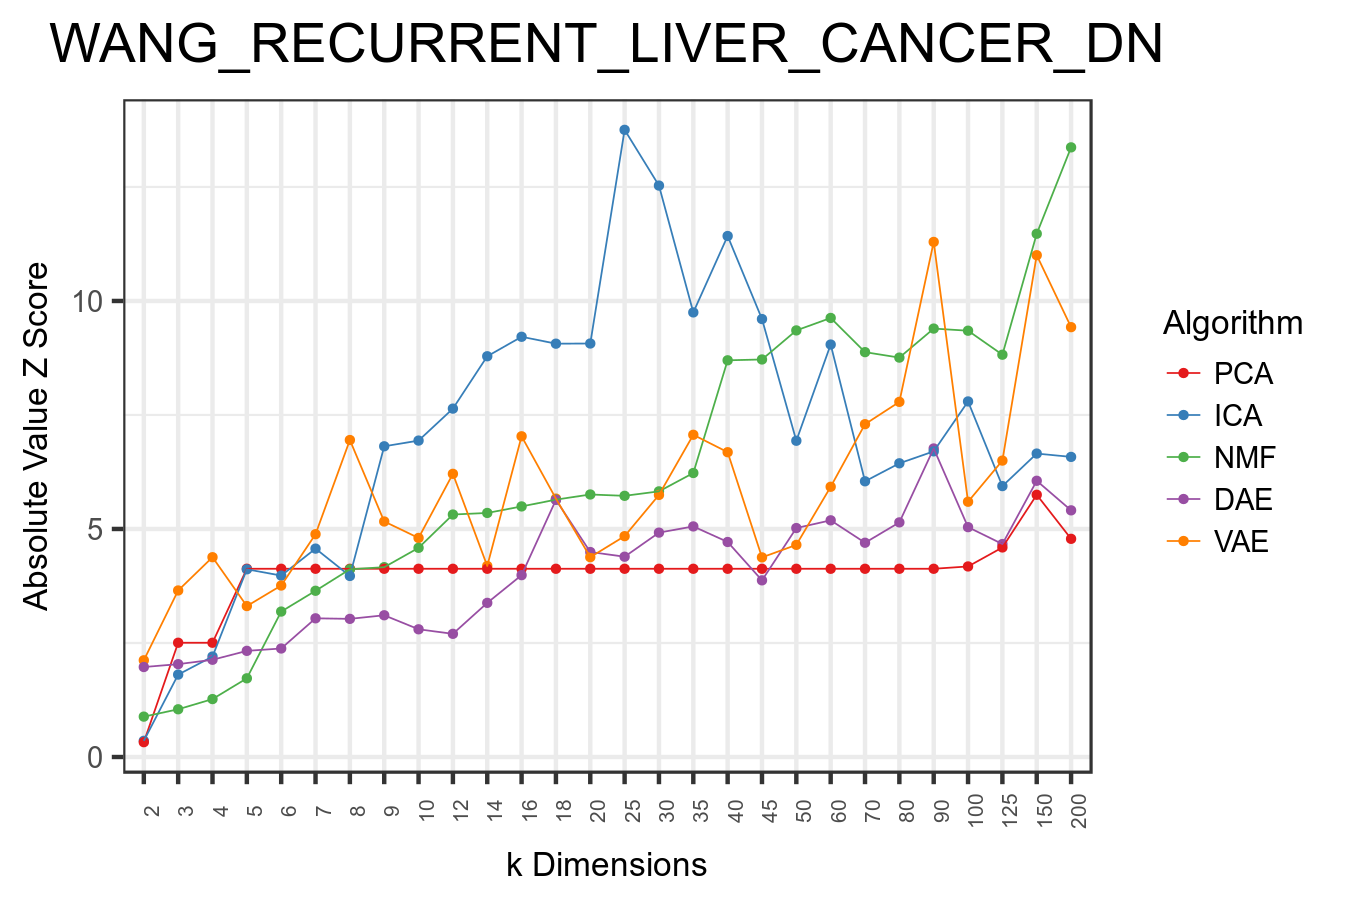 WANG_RECURRENT_LIVER_CANCER_DN
Absolute Value Z Score
10
5
0
2 3 4 5 6 7 8 9 10 12 14 16 18 20 25 30 35 40 45 50 60 70 80 90 100 125 150 200
k Dimensions
Algorithm
PCA
ICA
NMF
DAE
VAE